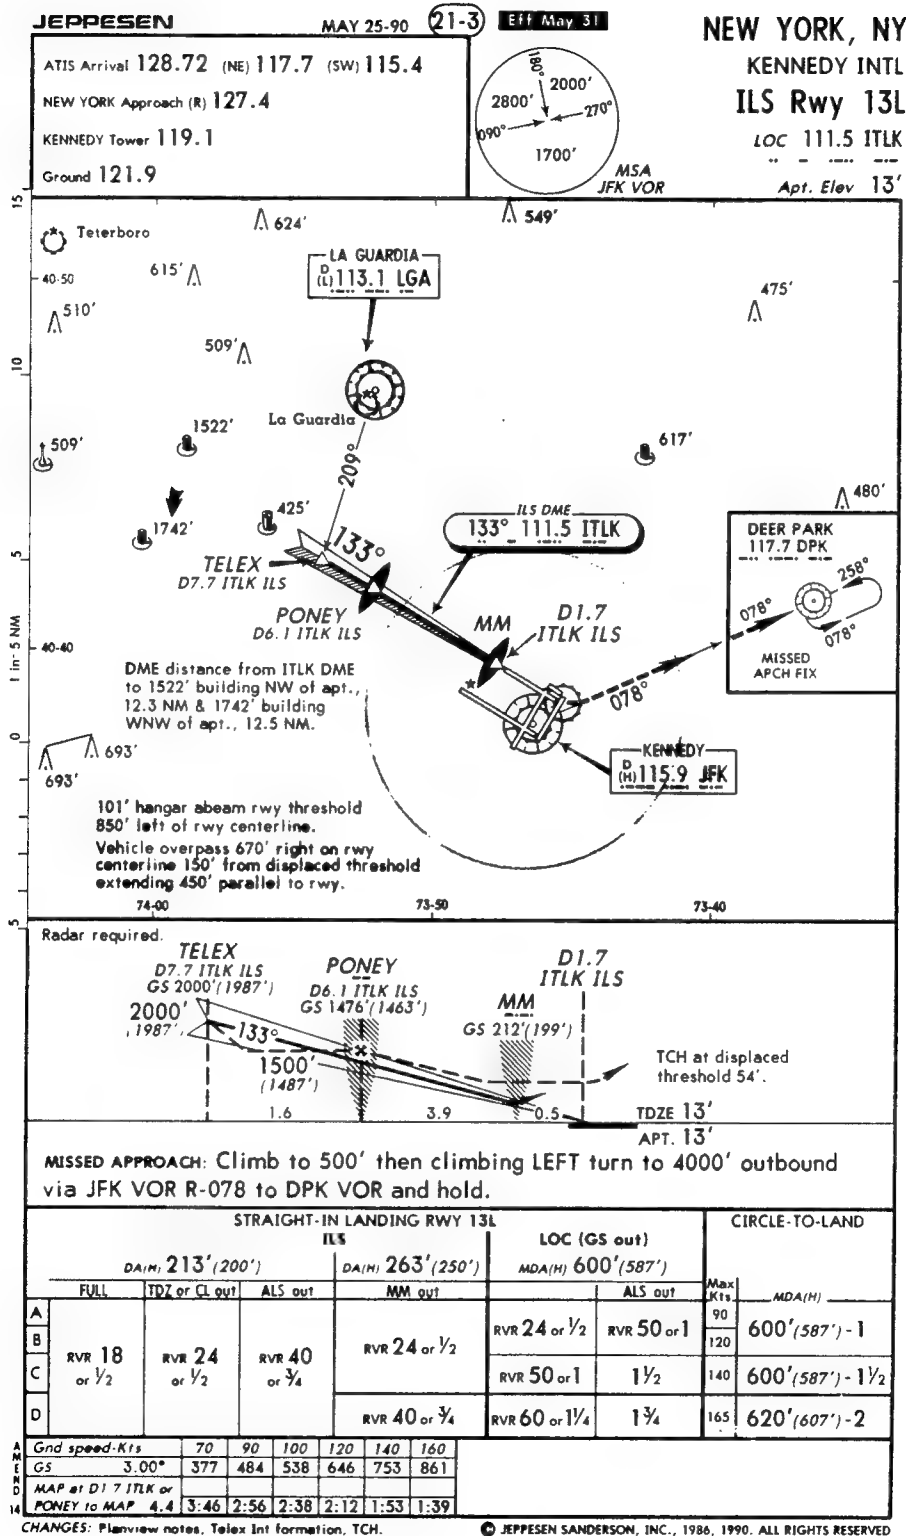 JEPPESEN MAY 25-90 21-3 Eff May 31
NEW YORK, NY
KENNEDY INTL
ILS Rwy 13L
LOC 111.5 ITLK
Apt. Elev 13'
ATIS Arrival 128.72 (NE) 117.7 (SW) 115.4
NEW YORK Approach (R) 127.4
KENNEDY Tower 119.1
Ground 121.9
180°
2000'
2800'
270°
090°
1700'
MSA
JFK VOR
15
624'
549'
Teterboro
LA GUARDIA
D
(L) 113.1 LGA
615'
40-50
475'
510'
509'
10
La Guardia
1522'
509'
617'
209°
480'
425'
1742'
ILS DME
133° 111.5 ITLK
DEER PARK
117.7 DPK
133°
5
TELEX
D7.7 ITLK ILS
258°
078°
PONEY
D6.1 ITLK ILS
MM
D1.7
ITLK ILS
078°
1 in = 5 NM
40-40
MISSED
APCH FIX
DME distance from ITLK DME
to 1522' building NW of apt.,
12.3 NM & 1742' building
WNW of apt., 12.5 NM.
078°
0
693'
693'
KENNEDY
D
(H) 115.9 JFK
101' hangar abeam rwy threshold
850' left of rwy centerline.
Vehicle overpass 670' right on rwy
centerline 150' from displaced threshold
extending 450' parallel to rwy.
74-00 73-50 73-40
5
Radar required.
TELEX
D7.7 ITLK ILS
GS 2000'(1987')
2000'
(1987')
PONEY
D6.1 ITLK ILS
GS 1476'(1463')
D1.7
ITLK ILS
MM
GS 212'(199')
133°
1500'
(1487')
TCH at displaced
threshold 54'.
1.6 3.9 0.5 TDZE 13'
APT. 13'
MISSED APPROACH: Climb to 500' then climbing LEFT turn to 4000' outbound
via JFK VOR R-078 to DPK VOR and hold.
STRAIGHT-IN LANDING RWY 13L CIRCLE-TO-LAND
ILS LOC (GS out)
DA(H) 213'(200') DA(H) 263'(250') MDA(H) 600'(587')
FULL TDZ or CL out ALS out MM out ALS out Max Kts MDA(H)
A
B
C
D
RVR 18
or ½
RVR 24
or ½
RVR 40
or ¾
RVR 24 or ½
RVR 40 or ¾
RVR 24 or ½ RVR 50 or 1
RVR 50 or 1 1½
RVR 60 or 1¼ 1¾
90
120
600'(587') - 1
140 600'(587') - 1½
165 620'(607') - 2
Gnd speed-Kts 70 90 100 120 140 160
GS 3.00° 377 484 538 646 753 861
MAP at D1.7 ITLK or
PONEY to MAP 4.4 3:46 2:56 2:38 2:12 1:53 1:39
AMEND 14
CHANGES: Planview notes, Telex Int formation, TCH. © JEPPESEN SANDERSON, INC., 1986, 1990. ALL RIGHTS RESERVED